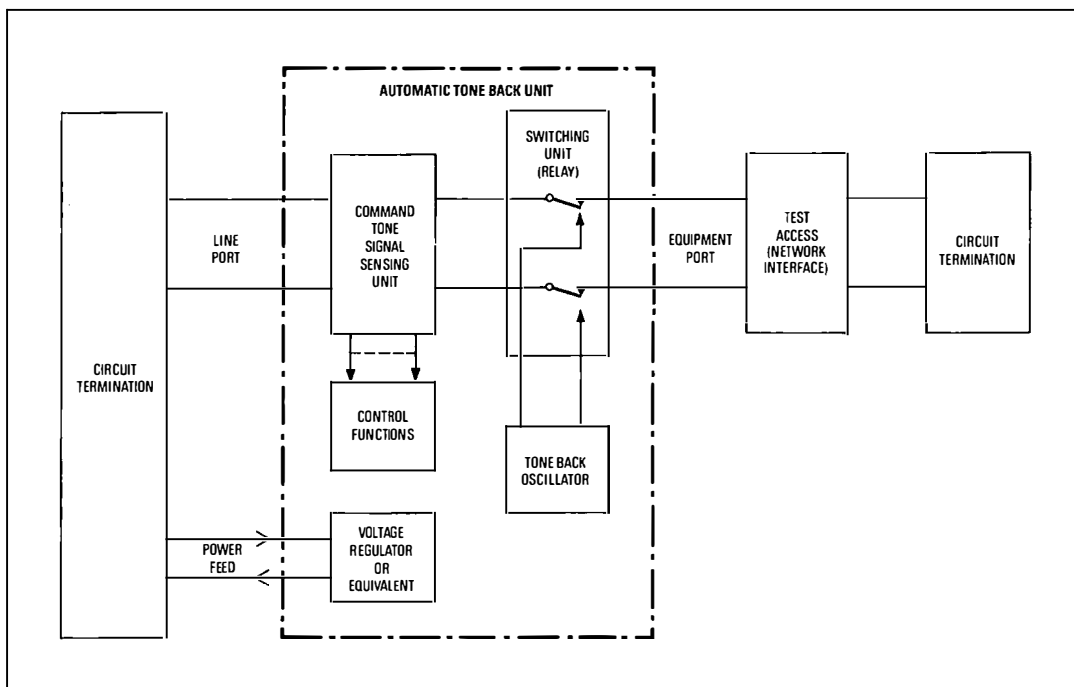 AUTOMATIC TONE BACK UNIT
SWITCHING
UNIT
(RELAY)
COMMAND
TONE
SIGNAL
SENSING
UNIT
LINE
PORT
EQUIPMENT
PORT
TEST
ACCESS
(NETWORK
INTERFACE)
CIRCUIT
TERMINATION
CIRCUIT
TERMINATION
CONTROL
FUNCTIONS
TONE BACK
OSCILLATOR
POWER
FEED
VOLTAGE
REGULATOR
OR
EQUIVALENT